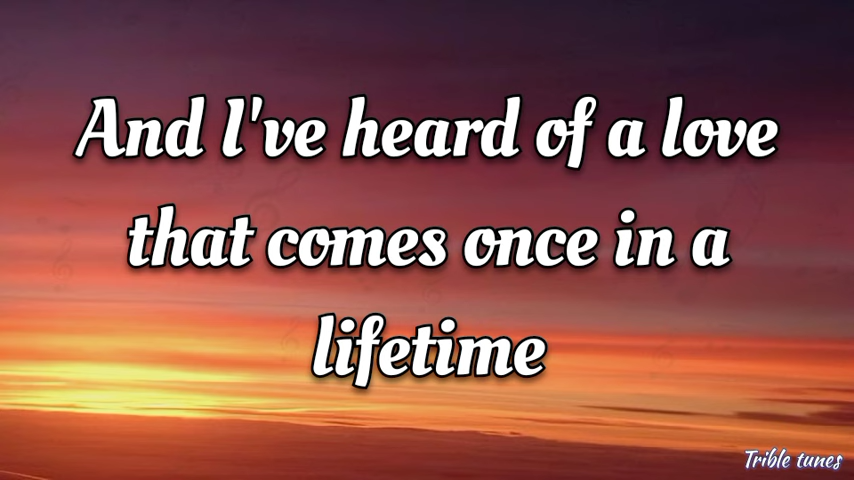 And I've heard of a love
that comes once in a
lifetime
Trible tunes